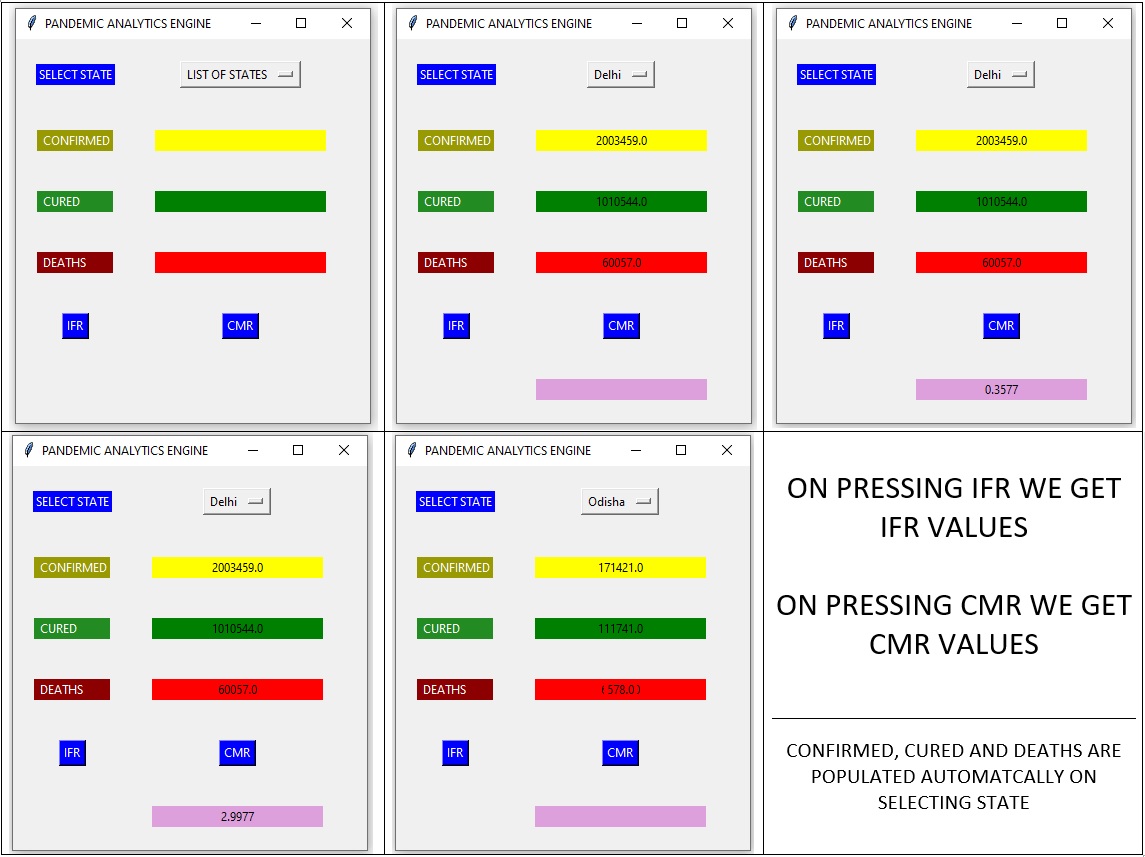 PANDEMIC ANALYTICS ENGINE
SELECT STATE LIST OF STATES
CONFIRMED
CURED
DEATHS
IFR CMR
PANDEMIC ANALYTICS ENGINE
SELECT STATE Delhi
CONFIRMED 2003459.0
CURED 1010544.0
DEATHS 60057.0
IFR CMR
PANDEMIC ANALYTICS ENGINE
SELECT STATE Delhi
CONFIRMED 2003459.0
CURED 1010544.0
DEATHS 60057.0
IFR CMR
0.3577
PANDEMIC ANALYTICS ENGINE
SELECT STATE Delhi
CONFIRMED 2003459.0
CURED 1010544.0
DEATHS 60057.0
IFR CMR
2.9977
PANDEMIC ANALYTICS ENGINE
SELECT STATE Odisha
CONFIRMED 171421.0
CURED 111741.0
DEATHS 578.0
IFR CMR
ON PRESSING IFR WE GET
IFR VALUES
ON PRESSING CMR WE GET
CMR VALUES
CONFIRMED, CURED AND DEATHS ARE
POPULATED AUTOMATCALLY ON
SELECTING STATE